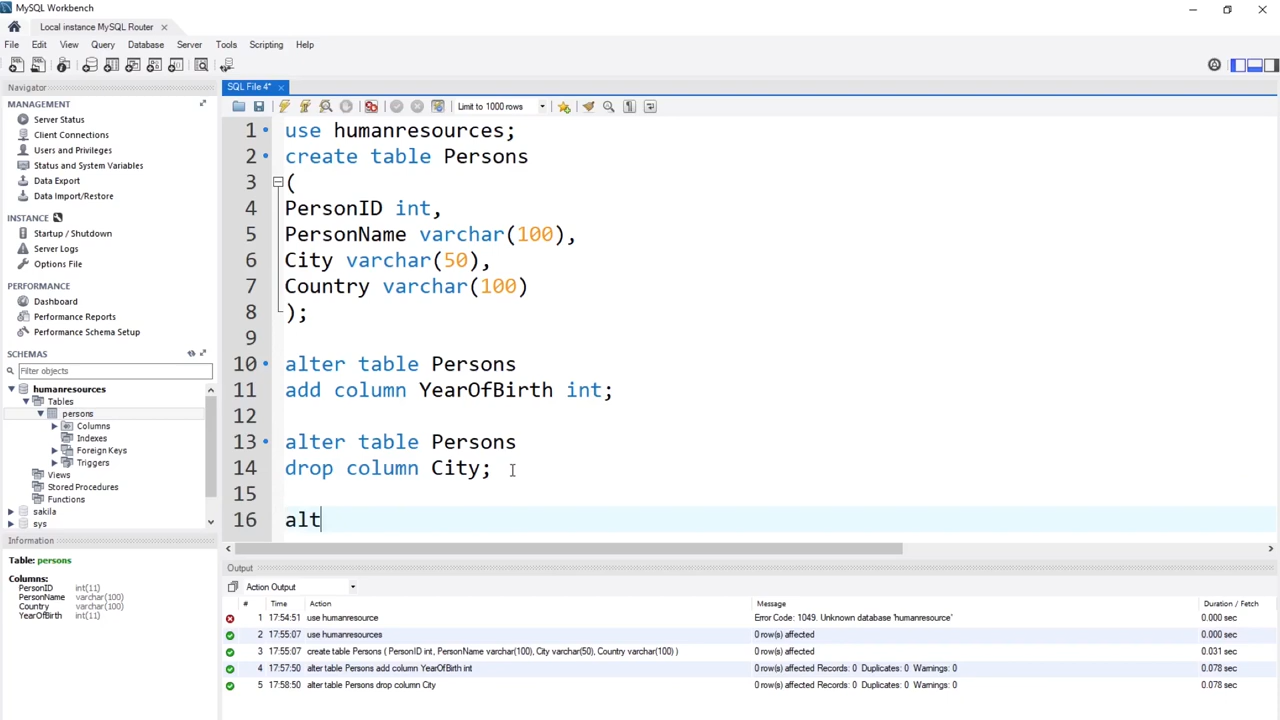 MySQL Workbench
Local instance MySQL Router
File Edit View Query Database Server Tools Scripting Help
Navigator
MANAGEMENT
Server Status
Client Connections
Users and Privileges
Status and System Variables
Data Export
Data Import/Restore
INSTANCE
Startup / Shutdown
Server Logs
Options File
PERFORMANCE
Dashboard
Performance Reports
Performance Schema Setup
SCHEMAS
Filter objects
humanresources
Tables
persons
Columns
Indexes
Foreign Keys
Triggers
Views
Stored Procedures
Functions
sakila
sys
Information
Table: persons
Columns:
PersonID int(11)
PersonName varchar(100)
Country varchar(100)
YearOfBirth int(11)
SQL File 4*
Limit to 1000 rows
1 use humanresources;
2 create table Persons
3 (
4 PersonID int,
5 PersonName varchar(100),
6 City varchar(50),
7 Country varchar(100)
8 );
9
10 alter table Persons
11 add column YearOfBirth int;
12
13 alter table Persons
14 drop column City;
15
16 alt
Output
Action Output
# Time Action Message Duration / Fetch
1 17:54:51 use humanresource Error Code: 1049. Unknown database 'humanresource' 0.000 sec
2 17:55:07 use humanresources 0 row(s) affected 0.000 sec
3 17:55:07 create table Persons ( PersonID int, PersonName varchar(100), City varchar(50), Country varchar(100) ) 0 row(s) affected 0.031 sec
4 17:57:50 alter table Persons add column YearOfBirth int 0 row(s) affected Records: 0 Duplicates: 0 Warnings: 0 0.078 sec
5 17:58:50 alter table Persons drop column City 0 row(s) affected Records: 0 Duplicates: 0 Warnings: 0 0.078 sec